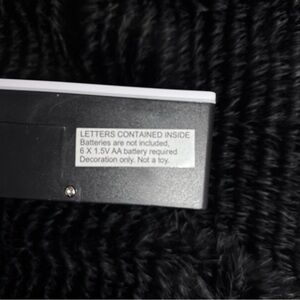 LETTERS CONTAINED INSIDE
Batteries are not included,
6 X 1.5V AA battery required
Decoration only. Not a toy.